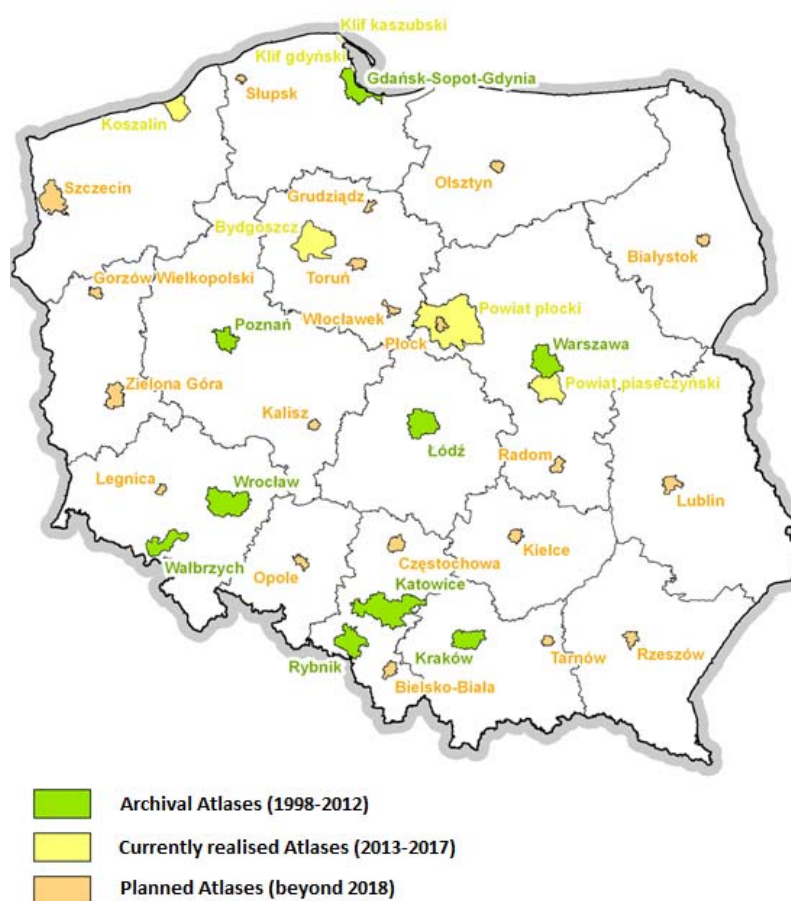 Klif kaszubski
Klif gdyński
Gdańsk-Sopot-Gdynia
Słupsk
Koszalin
Olsztyn
Szczecin
Grudziądz
Bydgoszcz
Białystok
Gorzów Wielkopolski
Toruń
Włocławek
Powiat płocki
Poznań
Płock
Warszawa
Zielona Góra
Powiat piaseczyński
Kalisz
Łódź
Radom
Legnica
Wrocław
Lublin
Wałbrzych
Opole
Częstochowa
Kielce
Katowice
Rybnik
Kraków
Tarnów
Rzeszów
Bielsko-Biała
Archival Atlases (1998-2012)
Currently realised Atlases (2013-2017)
Planned Atlases (beyond 2018)